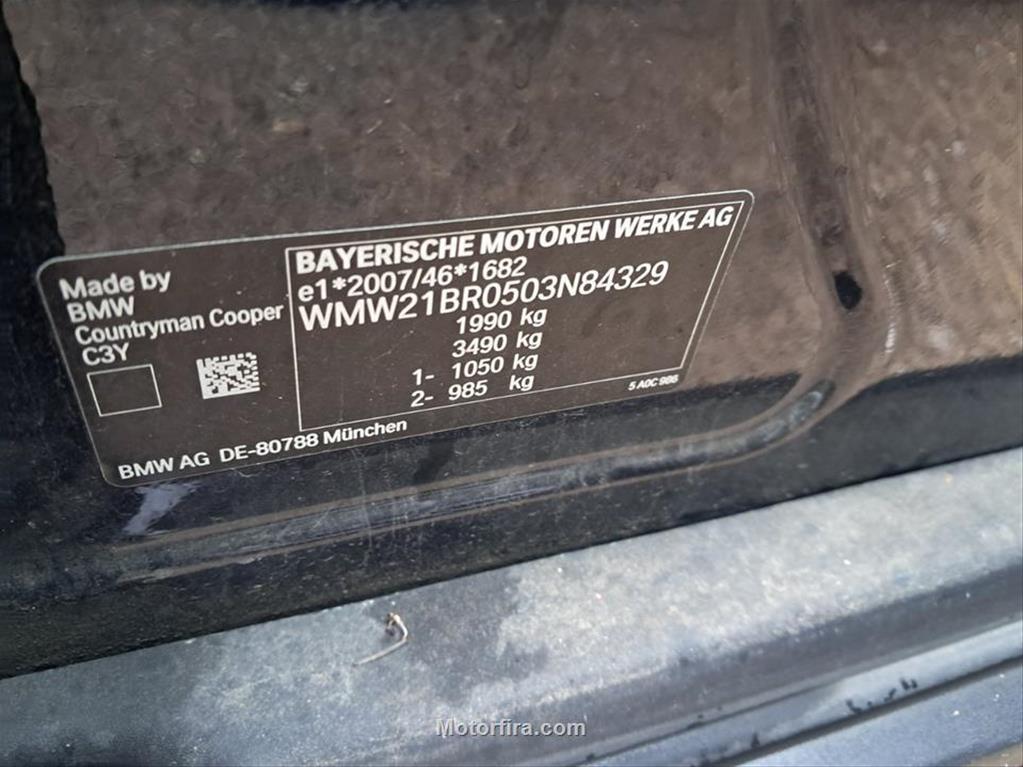 Made by
BMW
Countryman Cooper
C3Y
BAYERISCHE MOTOREN WERKE AG
e1*2007/46*1682
WMW21BR0503N84329
1990 kg
3490 kg
1- 1050 kg
2- 985 kg
5 A0C 986
BMW AG DE-80788 München
Motorfira.com